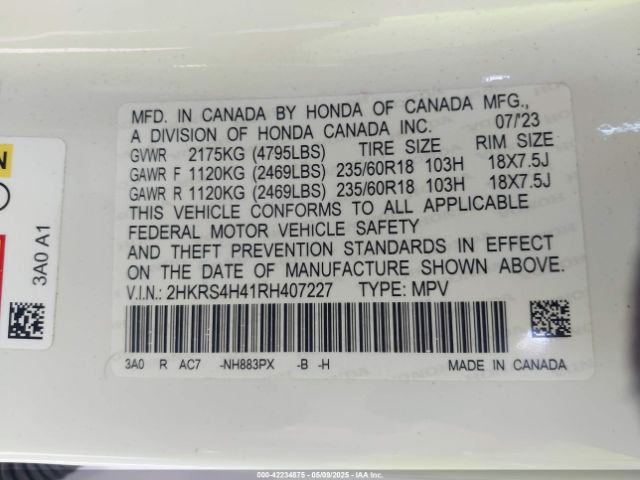 MFD. IN CANADA BY HONDA OF CANADA MFG.,
A DIVISION OF HONDA CANADA INC. 07/'23
GVWR 2175KG (4795LBS) TIRE SIZE RIM SIZE
GAWR F 1120KG (2469LBS) 235/60R18 103H 18X7.5J
GAWR R 1120KG (2469LBS) 235/60R18 103H 18X7.5J
THIS VEHICLE CONFORMS TO ALL APPLICABLE
FEDERAL MOTOR VEHICLE SAFETY
AND THEFT PREVENTION STANDARDS IN EFFECT
ON THE DATE OF MANUFACTURE SHOWN ABOVE.
V.I.N.: 2HKRS4H41RH407227 TYPE: MPV
3A0 R AC7 -NH883PX -B -H MADE IN CANADA
3A0 A1
000-42234675 - 05/09/2025 - IAA Inc.